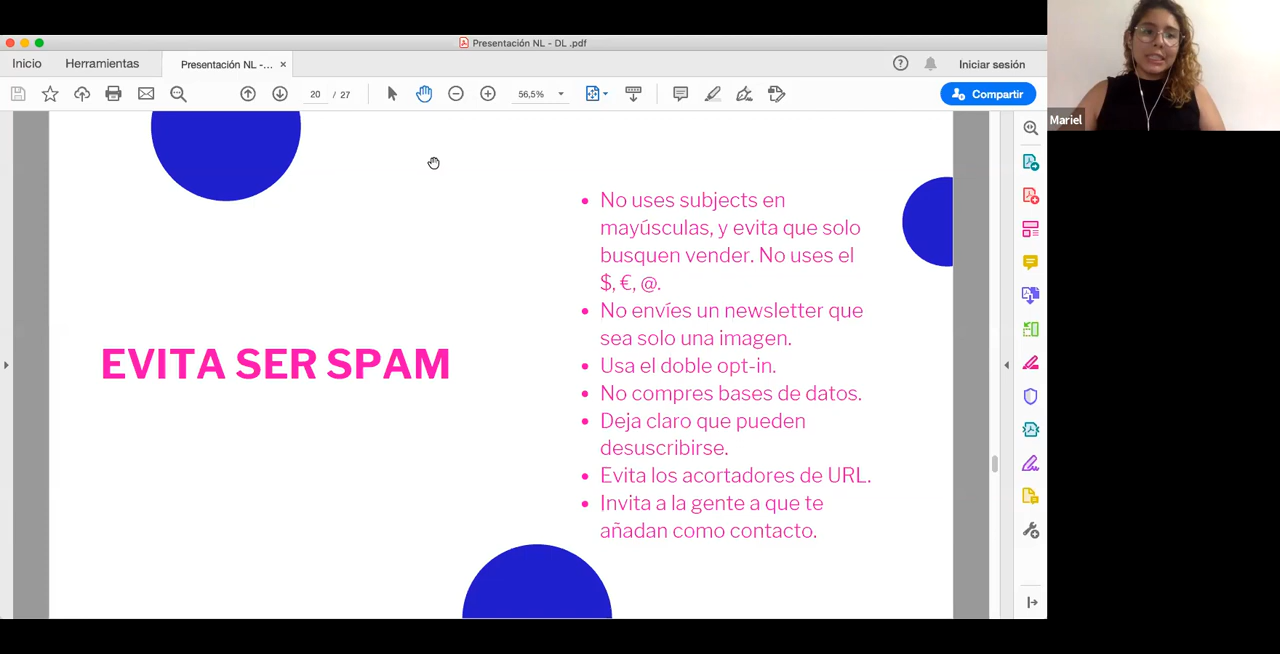 Presentación NL - DL .pdf
Inicio
Herramientas
Presentación NL -... ×
Iniciar sesión
20 / 27
56,5%
Compartir
Mariel
EVITA SER SPAM
• No uses subjects en
mayúsculas, y evita que solo
busquen vender. No uses el
$, €, @.
• No envíes un newsletter que
sea solo una imagen.
• Usa el doble opt-in.
• No compres bases de datos.
• Deja claro que pueden
desuscribirse.
• Evita los acortadores de URL.
• Invita a la gente a que te
añadan como contacto.